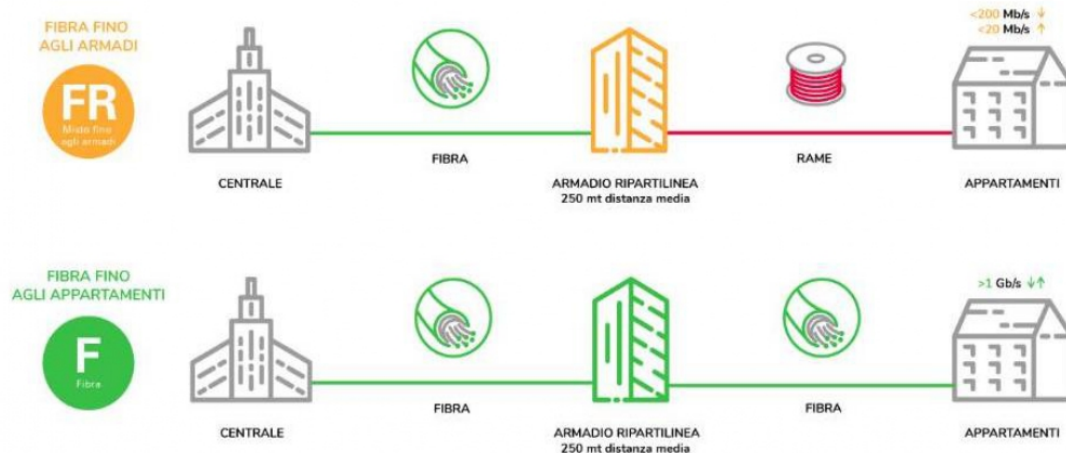 FIBRA FINO
AGLI ARMADI
FR
Misto fino
agli armadi
CENTRALE
FIBRA
ARMADIO RIPARTILINEA
250 mt distanza media
RAME
<200 Mb/s ↓
<20 Mb/s ↑
APPARTAMENTI
FIBRA FINO
AGLI APPARTAMENTI
F
Fibra
CENTRALE
FIBRA
ARMADIO RIPARTILINEA
250 mt distanza media
FIBRA
>1 Gb/s ↓↑
APPARTAMENTI